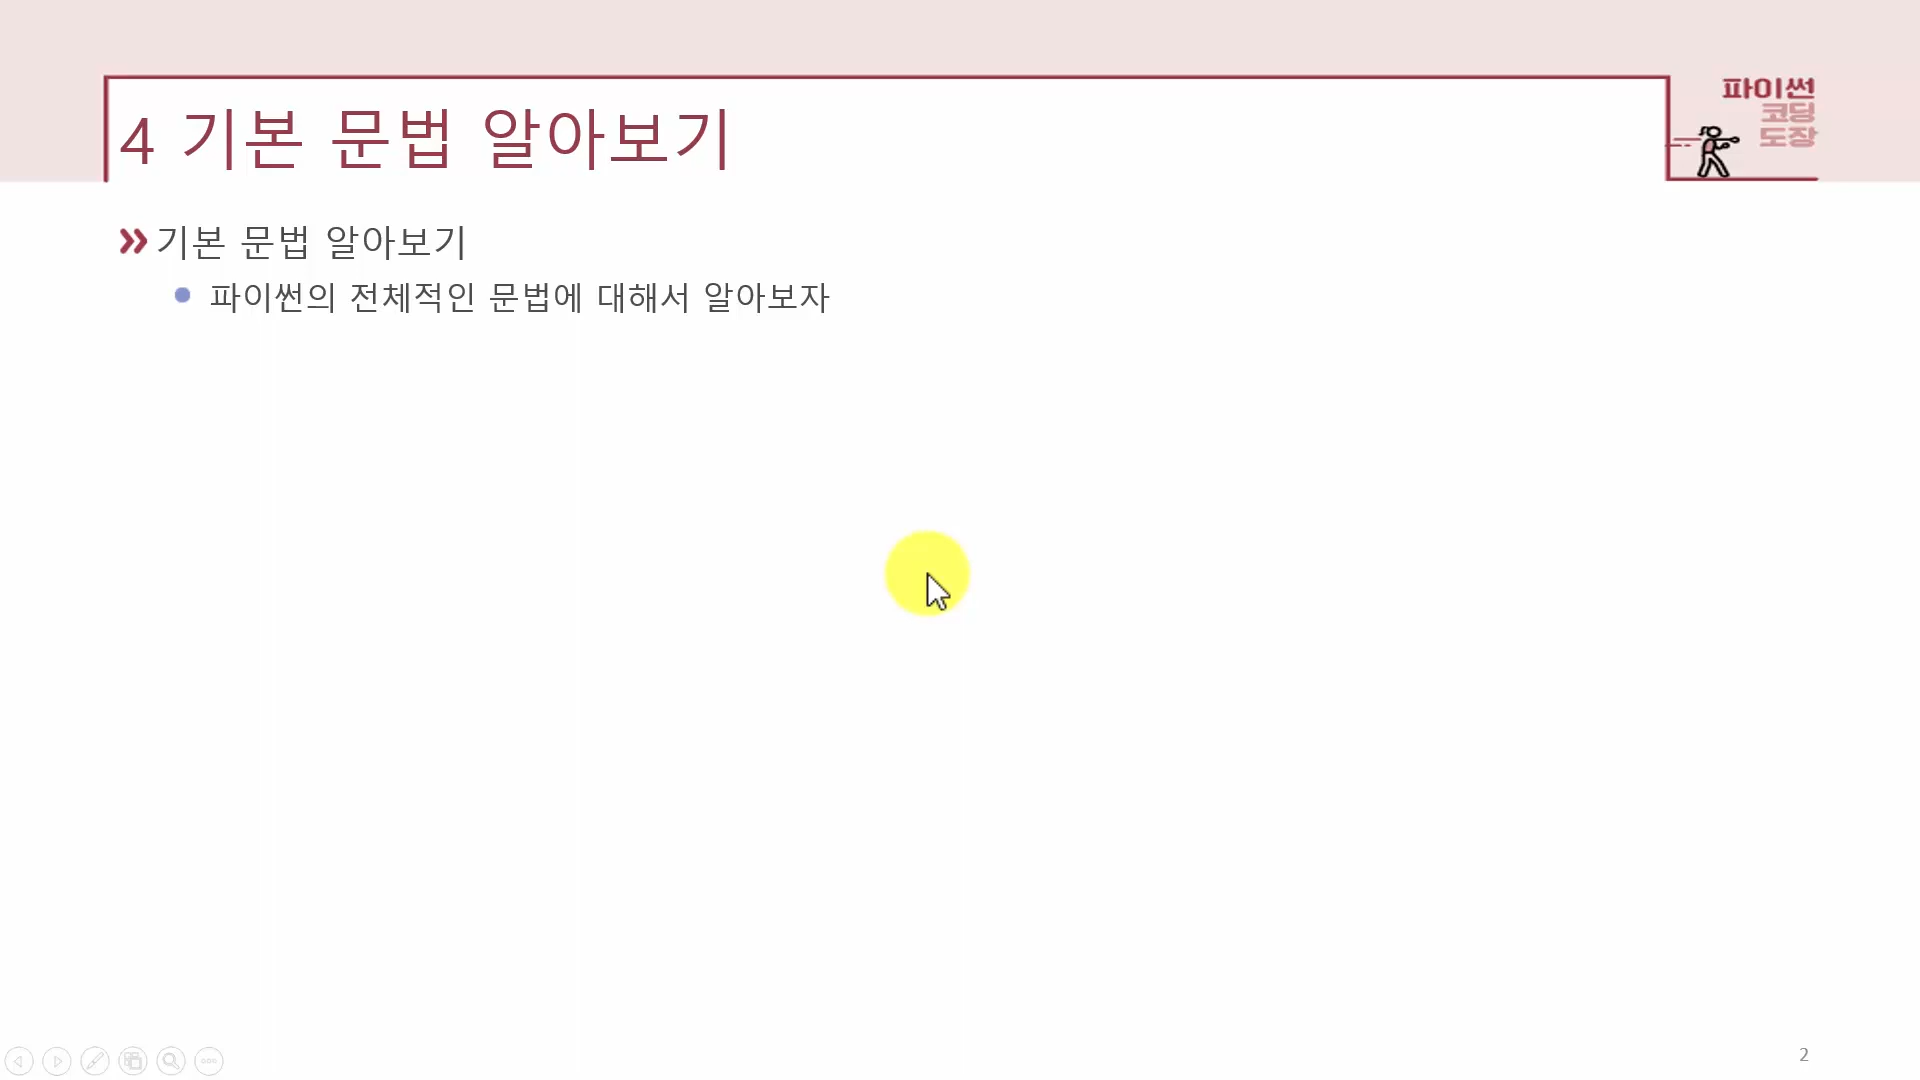 파이썬
코딩
도장
4 기본 문법 알아보기
기본 문법 알아보기
파이썬의 전체적인 문법에 대해서 알아보자
2